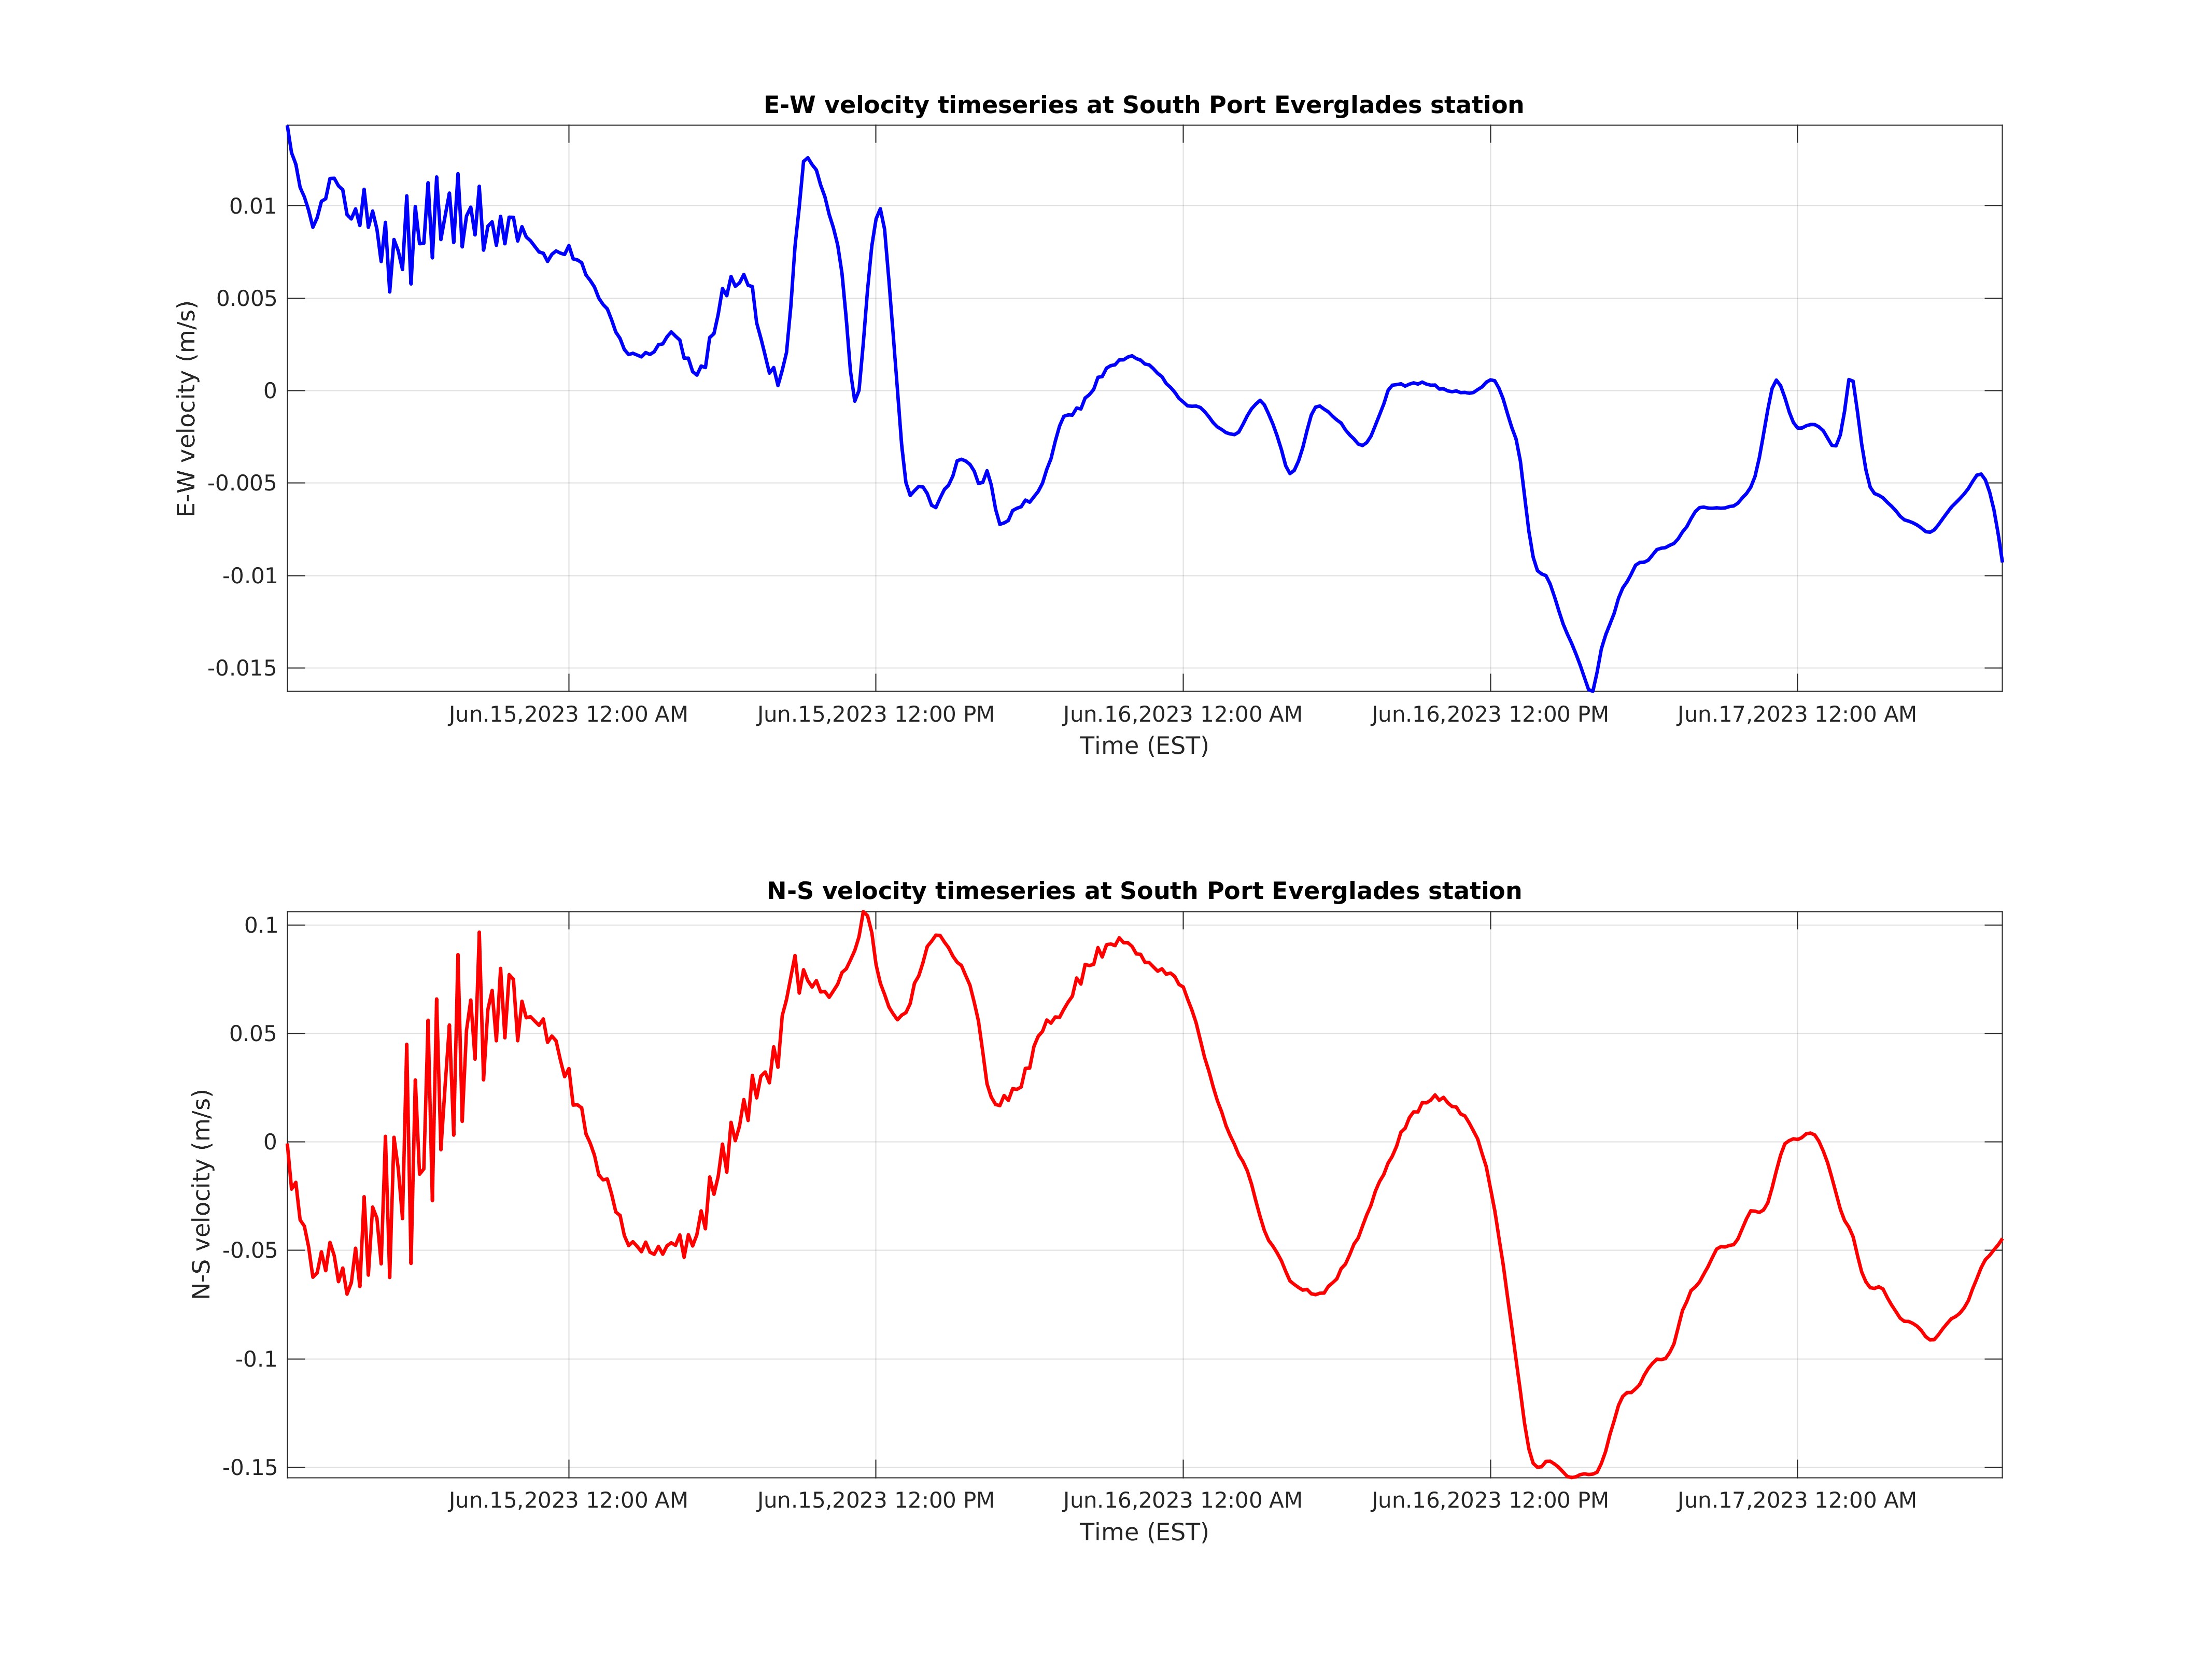 E-W velocity timeseries at South Port Everglades station
E-W velocity (m/s)
0.01
0.005
0
-0.005
-0.01
-0.015
Jun.15,2023 12:00 AM
Jun.15,2023 12:00 PM
Jun.16,2023 12:00 AM
Jun.16,2023 12:00 PM
Jun.17,2023 12:00 AM
Time (EST)
N-S velocity timeseries at South Port Everglades station
N-S velocity (m/s)
0.1
0.05
0
-0.05
-0.1
-0.15
Jun.15,2023 12:00 AM
Jun.15,2023 12:00 PM
Jun.16,2023 12:00 AM
Jun.16,2023 12:00 PM
Jun.17,2023 12:00 AM
Time (EST)